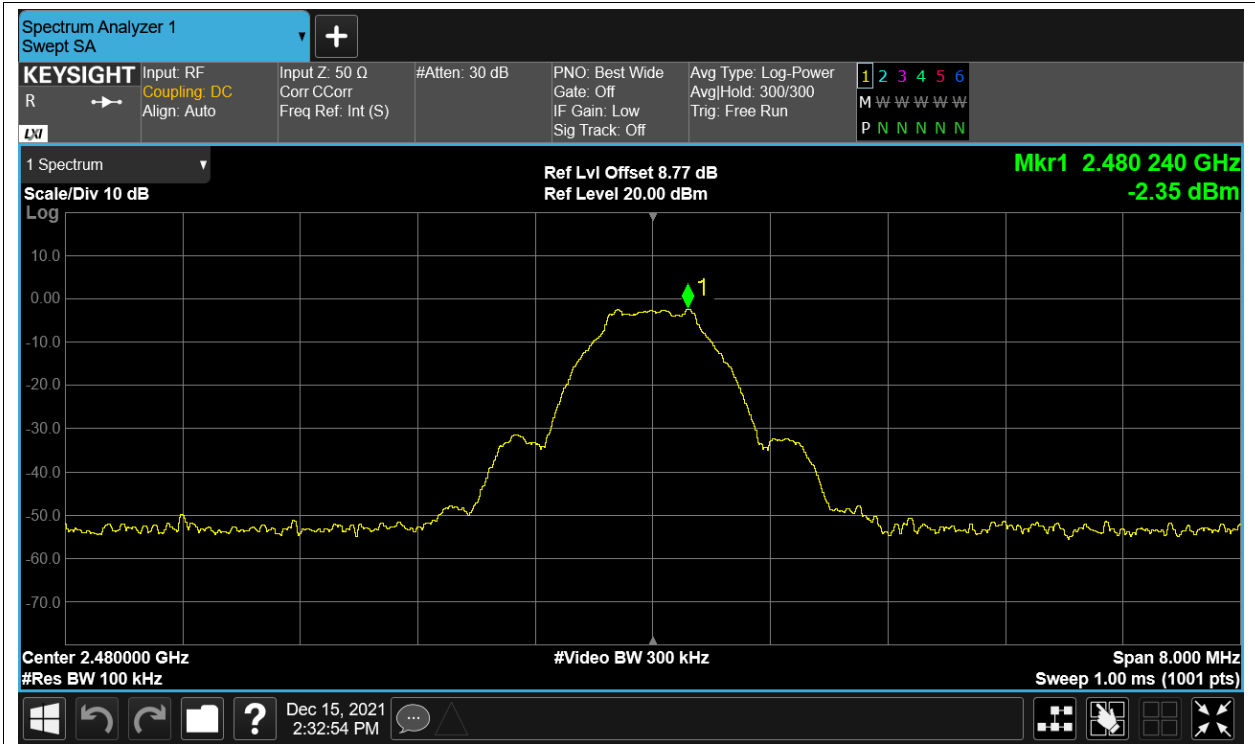 Spectrum Analyzer 1
Swept SA
KEYSIGHT
R
LXI
Input: RF
Coupling: DC
Align: Auto
Input Z: 50 Ω
Corr CCorr
Freq Ref: Int (S)
#Atten: 30 dB
PNO: Best Wide
Gate: Off
IF Gain: Low
Sig Track: Off
Avg Type: Log-Power
Avg|Hold: 300/300
Trig: Free Run
1 2 3 4 5 6
M W W W W W
P N N N N N
1 Spectrum
Scale/Div 10 dB
Ref Lvl Offset 8.77 dB
Ref Level 20.00 dBm
Mkr1 2.480 240 GHz
-2.35 dBm
Log
10.0
0.00
-10.0
-20.0
-30.0
-40.0
-50.0
-60.0
-70.0
1
Center 2.480000 GHz
#Res BW 100 kHz
#Video BW 300 kHz
Span 8.000 MHz
Sweep 1.00 ms (1001 pts)
?
Dec 15, 2021
2:32:54 PM